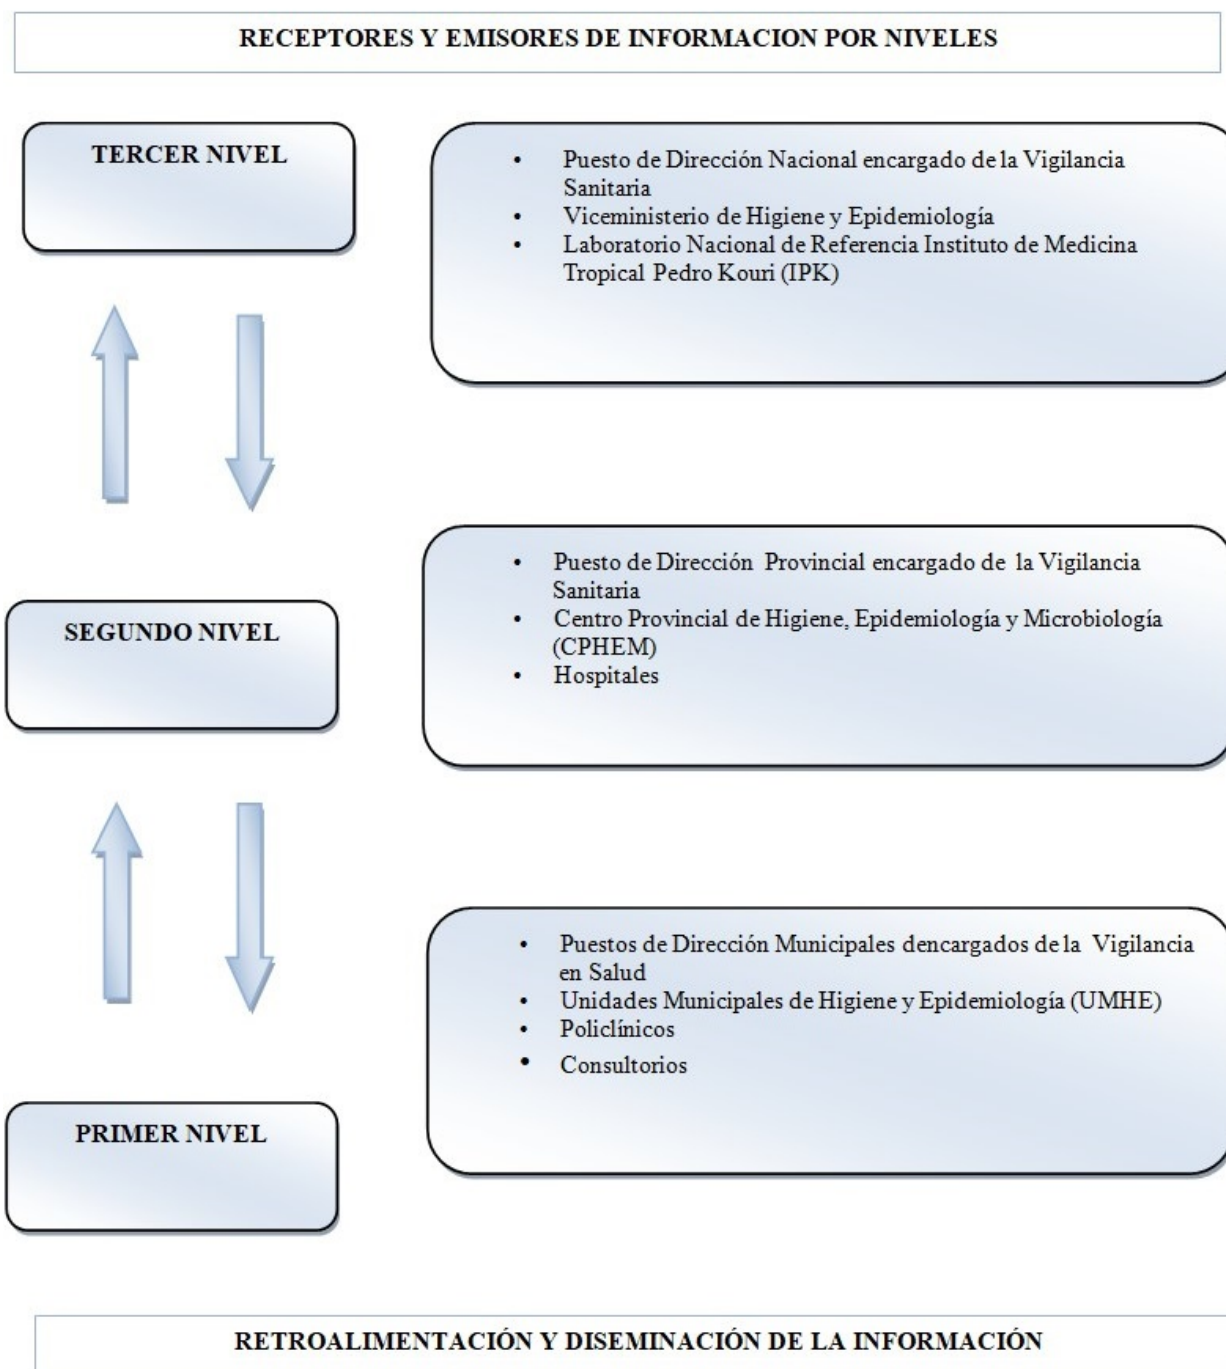 RECEPTORES Y EMISORES DE INFORMACION POR NIVELES
TERCER NIVEL
• Puesto de Dirección Nacional encargado de la Vigilancia
Sanitaria
• Viceministerio de Higiene y Epidemiología
• Laboratorio Nacional de Referencia Instituto de Medicina
Tropical Pedro Kouri (IPK)
SEGUNDO NIVEL
• Puesto de Dirección Provincial encargado de la Vigilancia
Sanitaria
• Centro Provincial de Higiene, Epidemiología y Microbiología
(CPHEM)
• Hospitales
PRIMER NIVEL
• Puestos de Dirección Municipales dencargados de la Vigilancia
en Salud
• Unidades Municipales de Higiene y Epidemiología (UMHE)
• Policlínicos
• Consultorios
RETROALIMENTACIÓN Y DISEMINACIÓN DE LA INFORMACIÓN